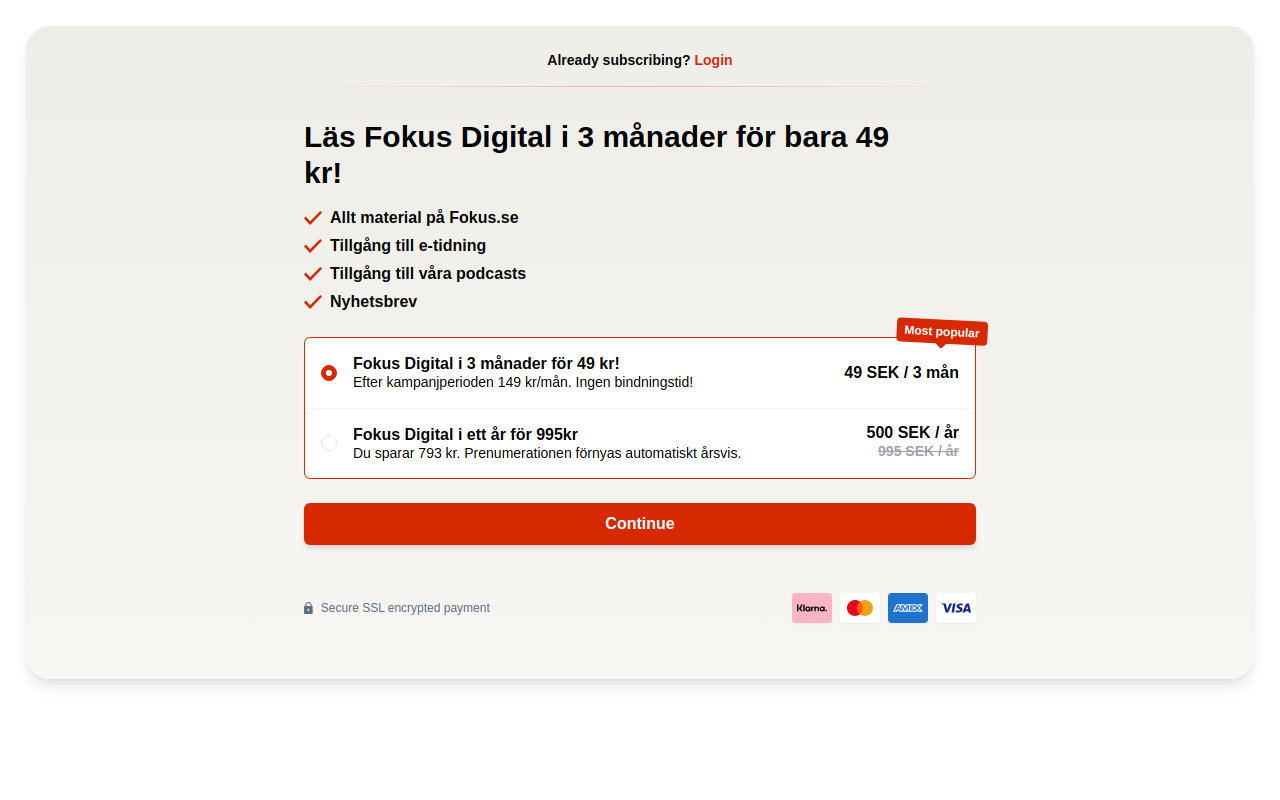 Already subscribing? Login
Läs Fokus Digital i 3 månader för bara 49
kr!
Allt material på Fokus.se
Tillgång till e-tidning
Tillgång till våra podcasts
Nyhetsbrev
Most popular
Fokus Digital i 3 månader för 49 kr!
Efter kampanjperioden 149 kr/mån. Ingen bindningstid!
49 SEK / 3 mån
Fokus Digital i ett år för 995kr
Du sparar 793 kr. Prenumerationen förnyas automatiskt årsvis.
500 SEK / år
995 SEK / år
Continue
Secure SSL encrypted payment
Klarna.
AMEX
VISA